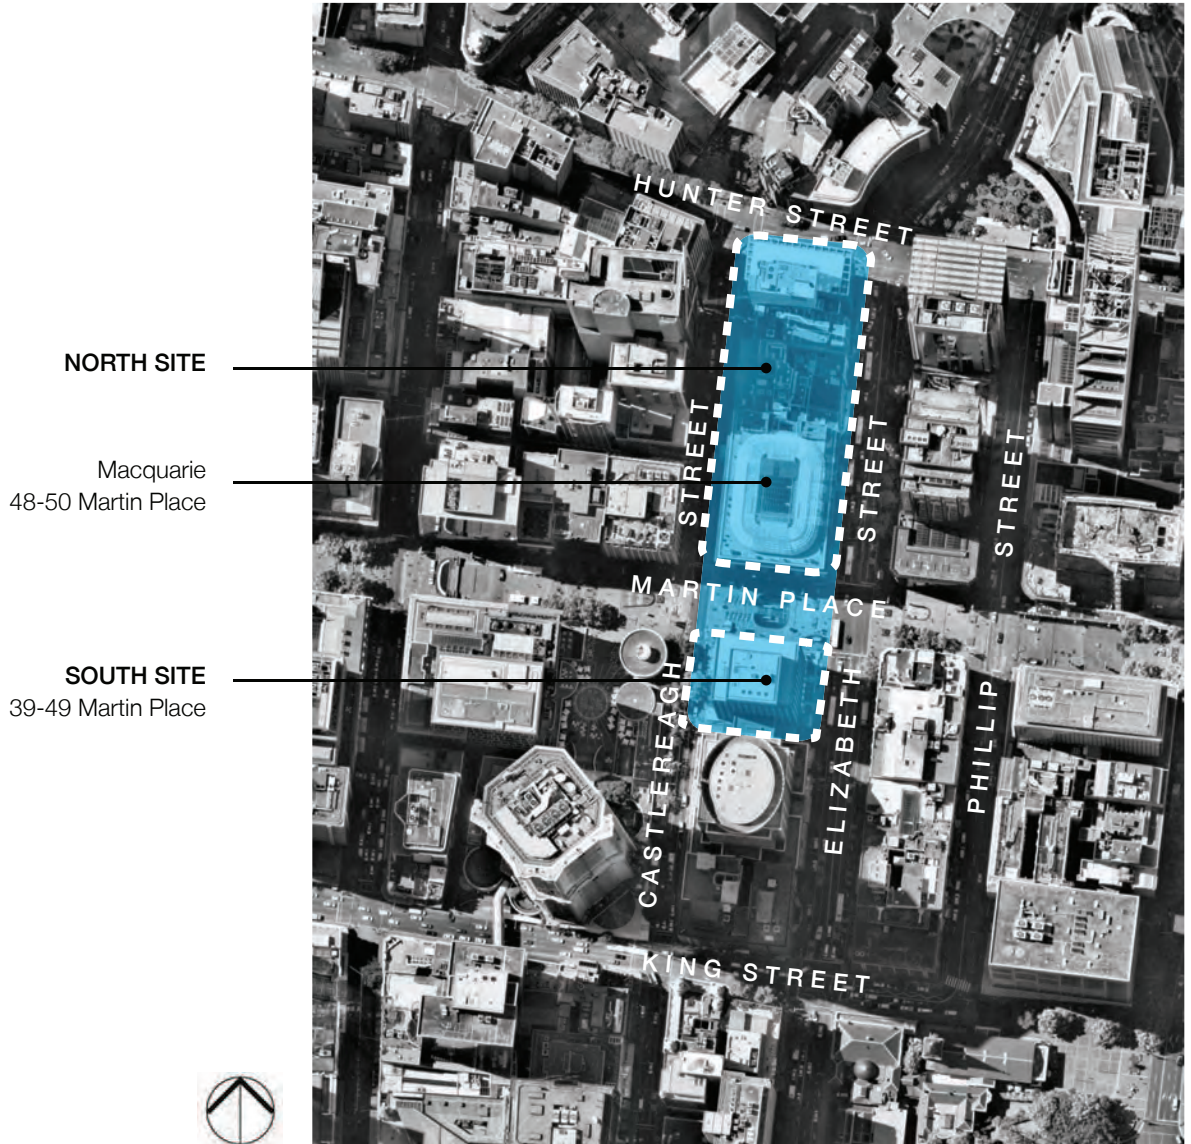 HUNTER STREET
NORTH SITE
STREET
STREET
STREET
Macquarie
48-50 Martin Place
MARTIN PLACE
SOUTH SITE
39-49 Martin Place
CASTLEREAGH
ELIZABETH
PHILLIP
KING STREET